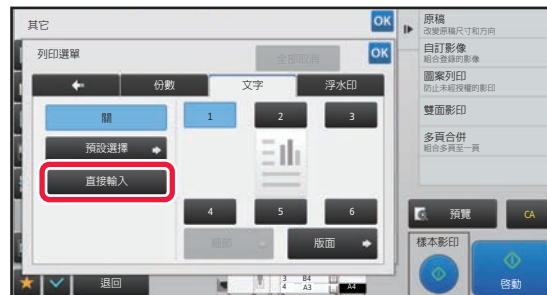 其它
OK
列印選單
全部取消
OK
份數
文字
浮水印
關
1
2
3
預設選擇
直接輸入
4
5
6
細部
版面
退回
3 B4
4 A3
A4
原稿
改變原稿尺寸和方向
自訂影像
組合登錄的影像
圖案列印
防止未經授權的影印
雙面影印
多頁合併
組合多頁至一頁
預覽
CA
樣本影印
啓動